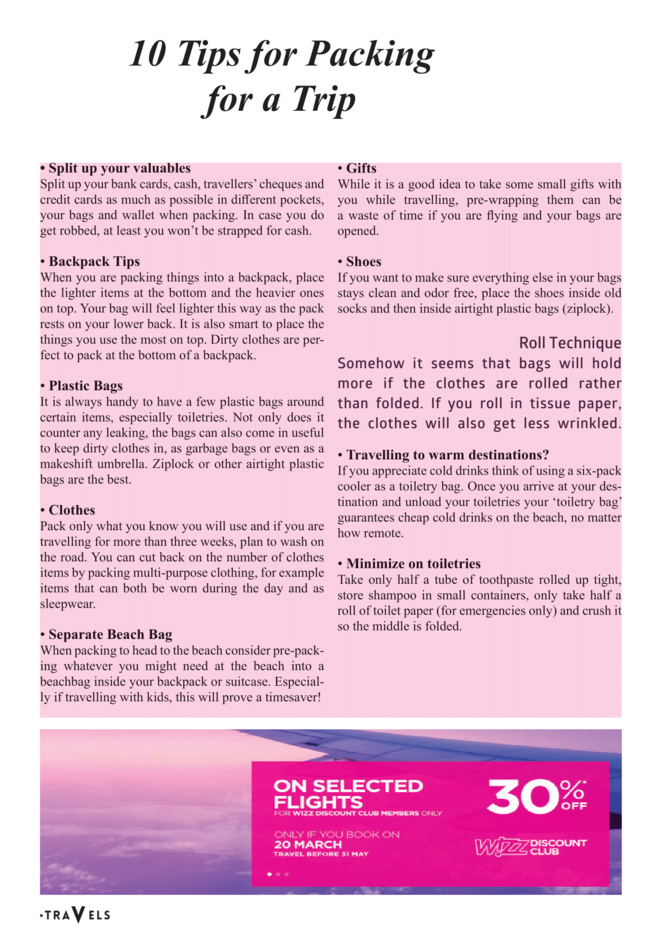 10 Tips for Packing
for a Trip
• Split up your valuables
Split up your bank cards, cash, travellers' cheques and
credit cards as much as possible in different pockets,
your bags and wallet when packing. In case you do
get robbed, at least you won't be strapped for cash.
• Backpack Tips
When you are packing things into a backpack, place
the lighter items at the bottom and the heavier ones
on top. Your bag will feel lighter this way as the pack
rests on your lower back. It is also smart to place the
things you use the most on top. Dirty clothes are per-
fect to pack at the bottom of a backpack.
• Plastic Bags
It is always handy to have a few plastic bags around
certain items, especially toiletries. Not only does it
counter any leaking, the bags can also come in useful
to keep dirty clothes in, as garbage bags or even as a
makeshift umbrella. Ziplock or other airtight plastic
bags are the best.
• Clothes
Pack only what you know you will use and if you are
travelling for more than three weeks, plan to wash on
the road. You can cut back on the number of clothes
items by packing multi-purpose clothing, for example
items that can both be worn during the day and as
sleepwear.
• Separate Beach Bag
When packing to head to the beach consider pre-pack-
ing whatever you might need at the beach into a
beachbag inside your backpack or suitcase. Especial-
ly if travelling with kids, this will prove a timesaver!
• Gifts
While it is a good idea to take some small gifts with
you while travelling, pre-wrapping them can be
a waste of time if you are flying and your bags are
opened.
• Shoes
If you want to make sure everything else in your bags
stays clean and odor free, place the shoes inside old
socks and then inside airtight plastic bags (ziplock).
Roll Technique
Somehow it seems that bags will hold
more if the clothes are rolled rather
than folded. If you roll in tissue paper,
the clothes will also get less wrinkled.
• Travelling to warm destinations?
If you appreciate cold drinks think of using a six-pack
cooler as a toiletry bag. Once you arrive at your des-
tination and unload your toiletries your 'toiletry bag'
guarantees cheap cold drinks on the beach, no matter
how remote.
• Minimize on toiletries
Take only half a tube of toothpaste rolled up tight,
store shampoo in small containers, only take half a
roll of toilet paper (for emergencies only) and crush it
so the middle is folded.
ON SELECTED
FLIGHTS
FOR WIZZ DISCOUNT CLUB MEMBERS ONLY
ONLY IF YOU BOOK ON
20 MARCH
TRAVEL BEFORE 31 MAY
30%*
OFF
WIZZ DISCOUNT
CLUB
·TRAVELS